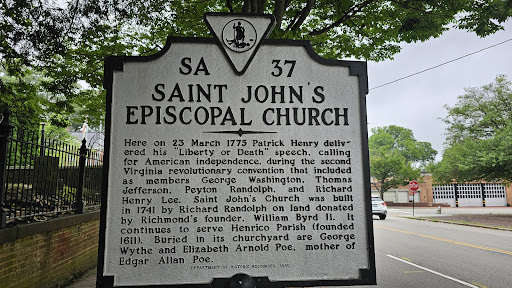 SA 37
SAINT JOHN'S
EPISCOPAL CHURCH
Here on 23 March 1775 Patrick Henry deliv-
ered his "Liberty or Death" speech, calling
for American independence, during the second
Virginia revolutionary convention that included
as members George Washington, Thomas
Jefferson, Peyton Randolph, and Richard
Henry Lee. Saint John's Church was built
in 1741 by Richard Randolph on land donated
by Richmond's founder, William Byrd II. It
continues to serve Henrico Parish (founded
1611). Buried in its churchyard are George
Wythe and Elizabeth Arnold Poe, mother of
Edgar Allan Poe.
DEPARTMENT OF HISTORIC RESOURCES